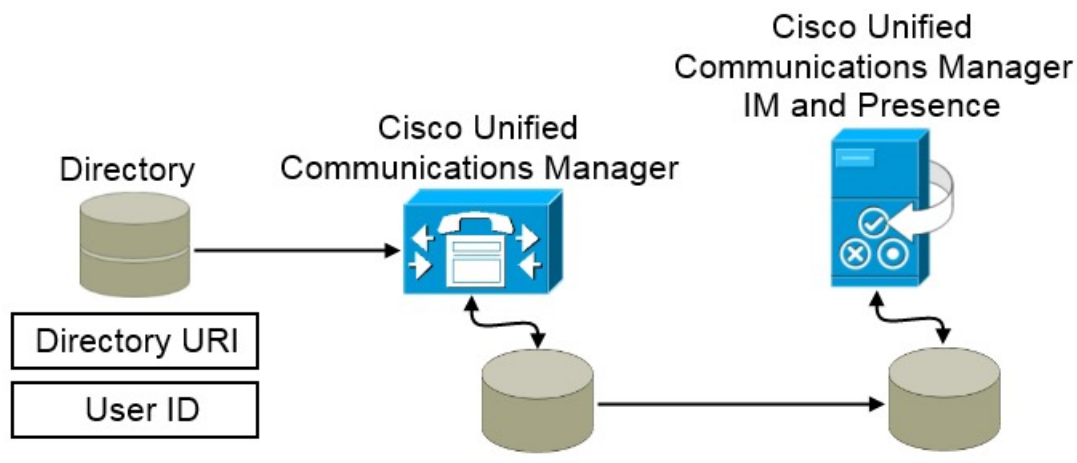 Cisco Unified
Communications Manager
IM and Presence
Cisco Unified
Communications Manager
Directory
Directory URI
User ID